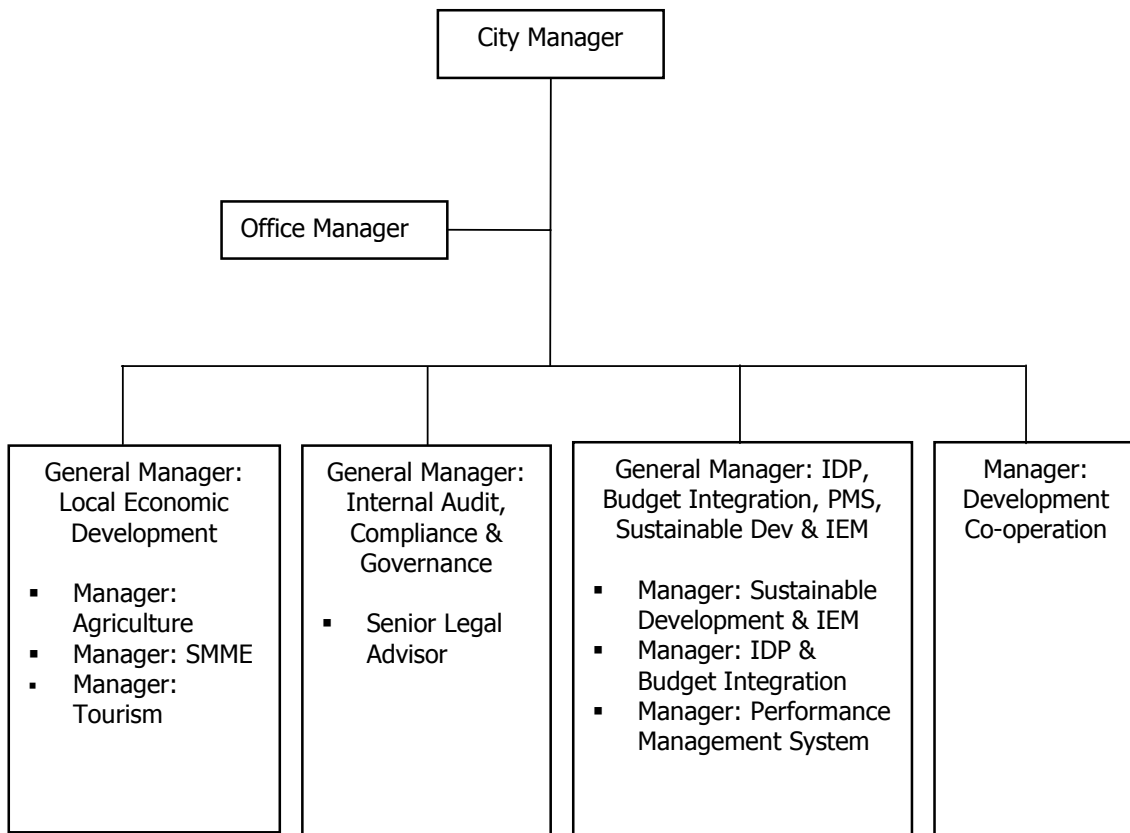 City Manager
Office Manager
General Manager:
Local Economic
Development
▪ Manager:
Agriculture
▪ Manager: SMME
▪ Manager:
Tourism
General Manager:
Internal Audit,
Compliance &
Governance
▪ Senior Legal
Advisor
General Manager: IDP,
Budget Integration, PMS,
Sustainable Dev & IEM
▪ Manager: Sustainable
Development & IEM
▪ Manager: IDP &
Budget Integration
▪ Manager: Performance
Management System
Manager:
Development
Co-operation